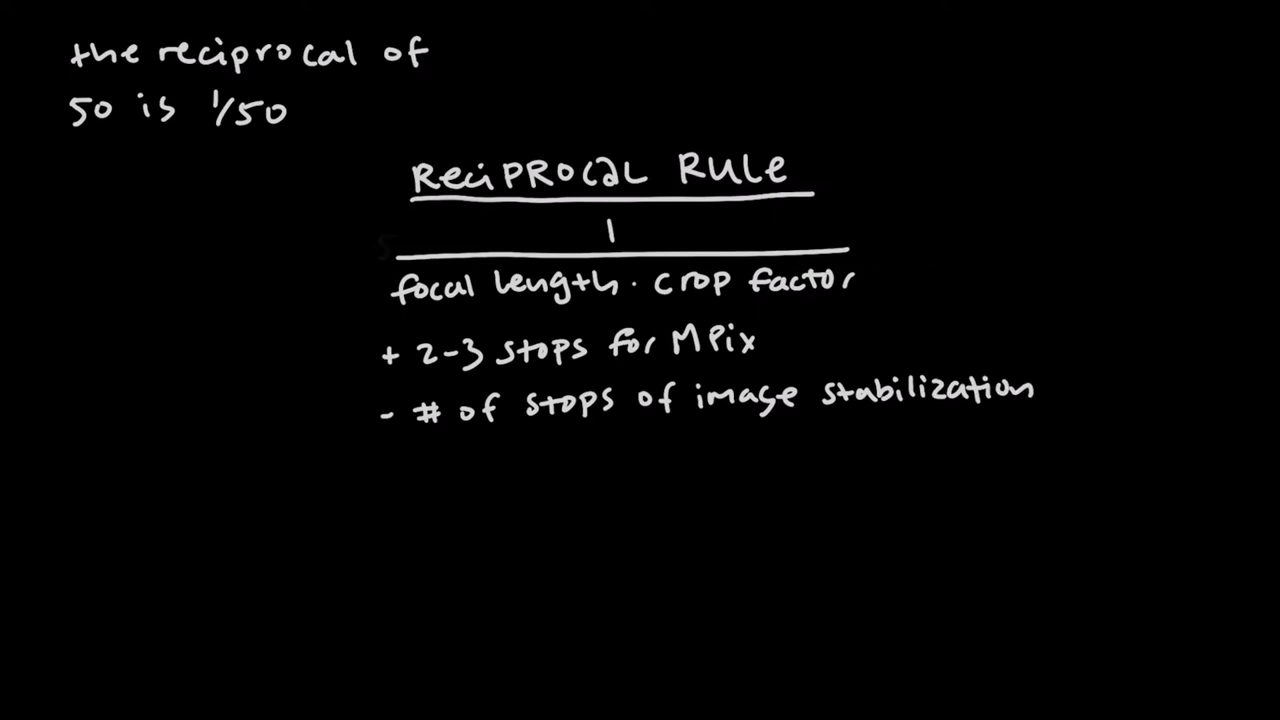 the reciprocal of
50 is 1/50
ReciPROCAL RULe
1
focal length · crop factor
+ 2-3 stops for MPix
- # of stops of image stabilization